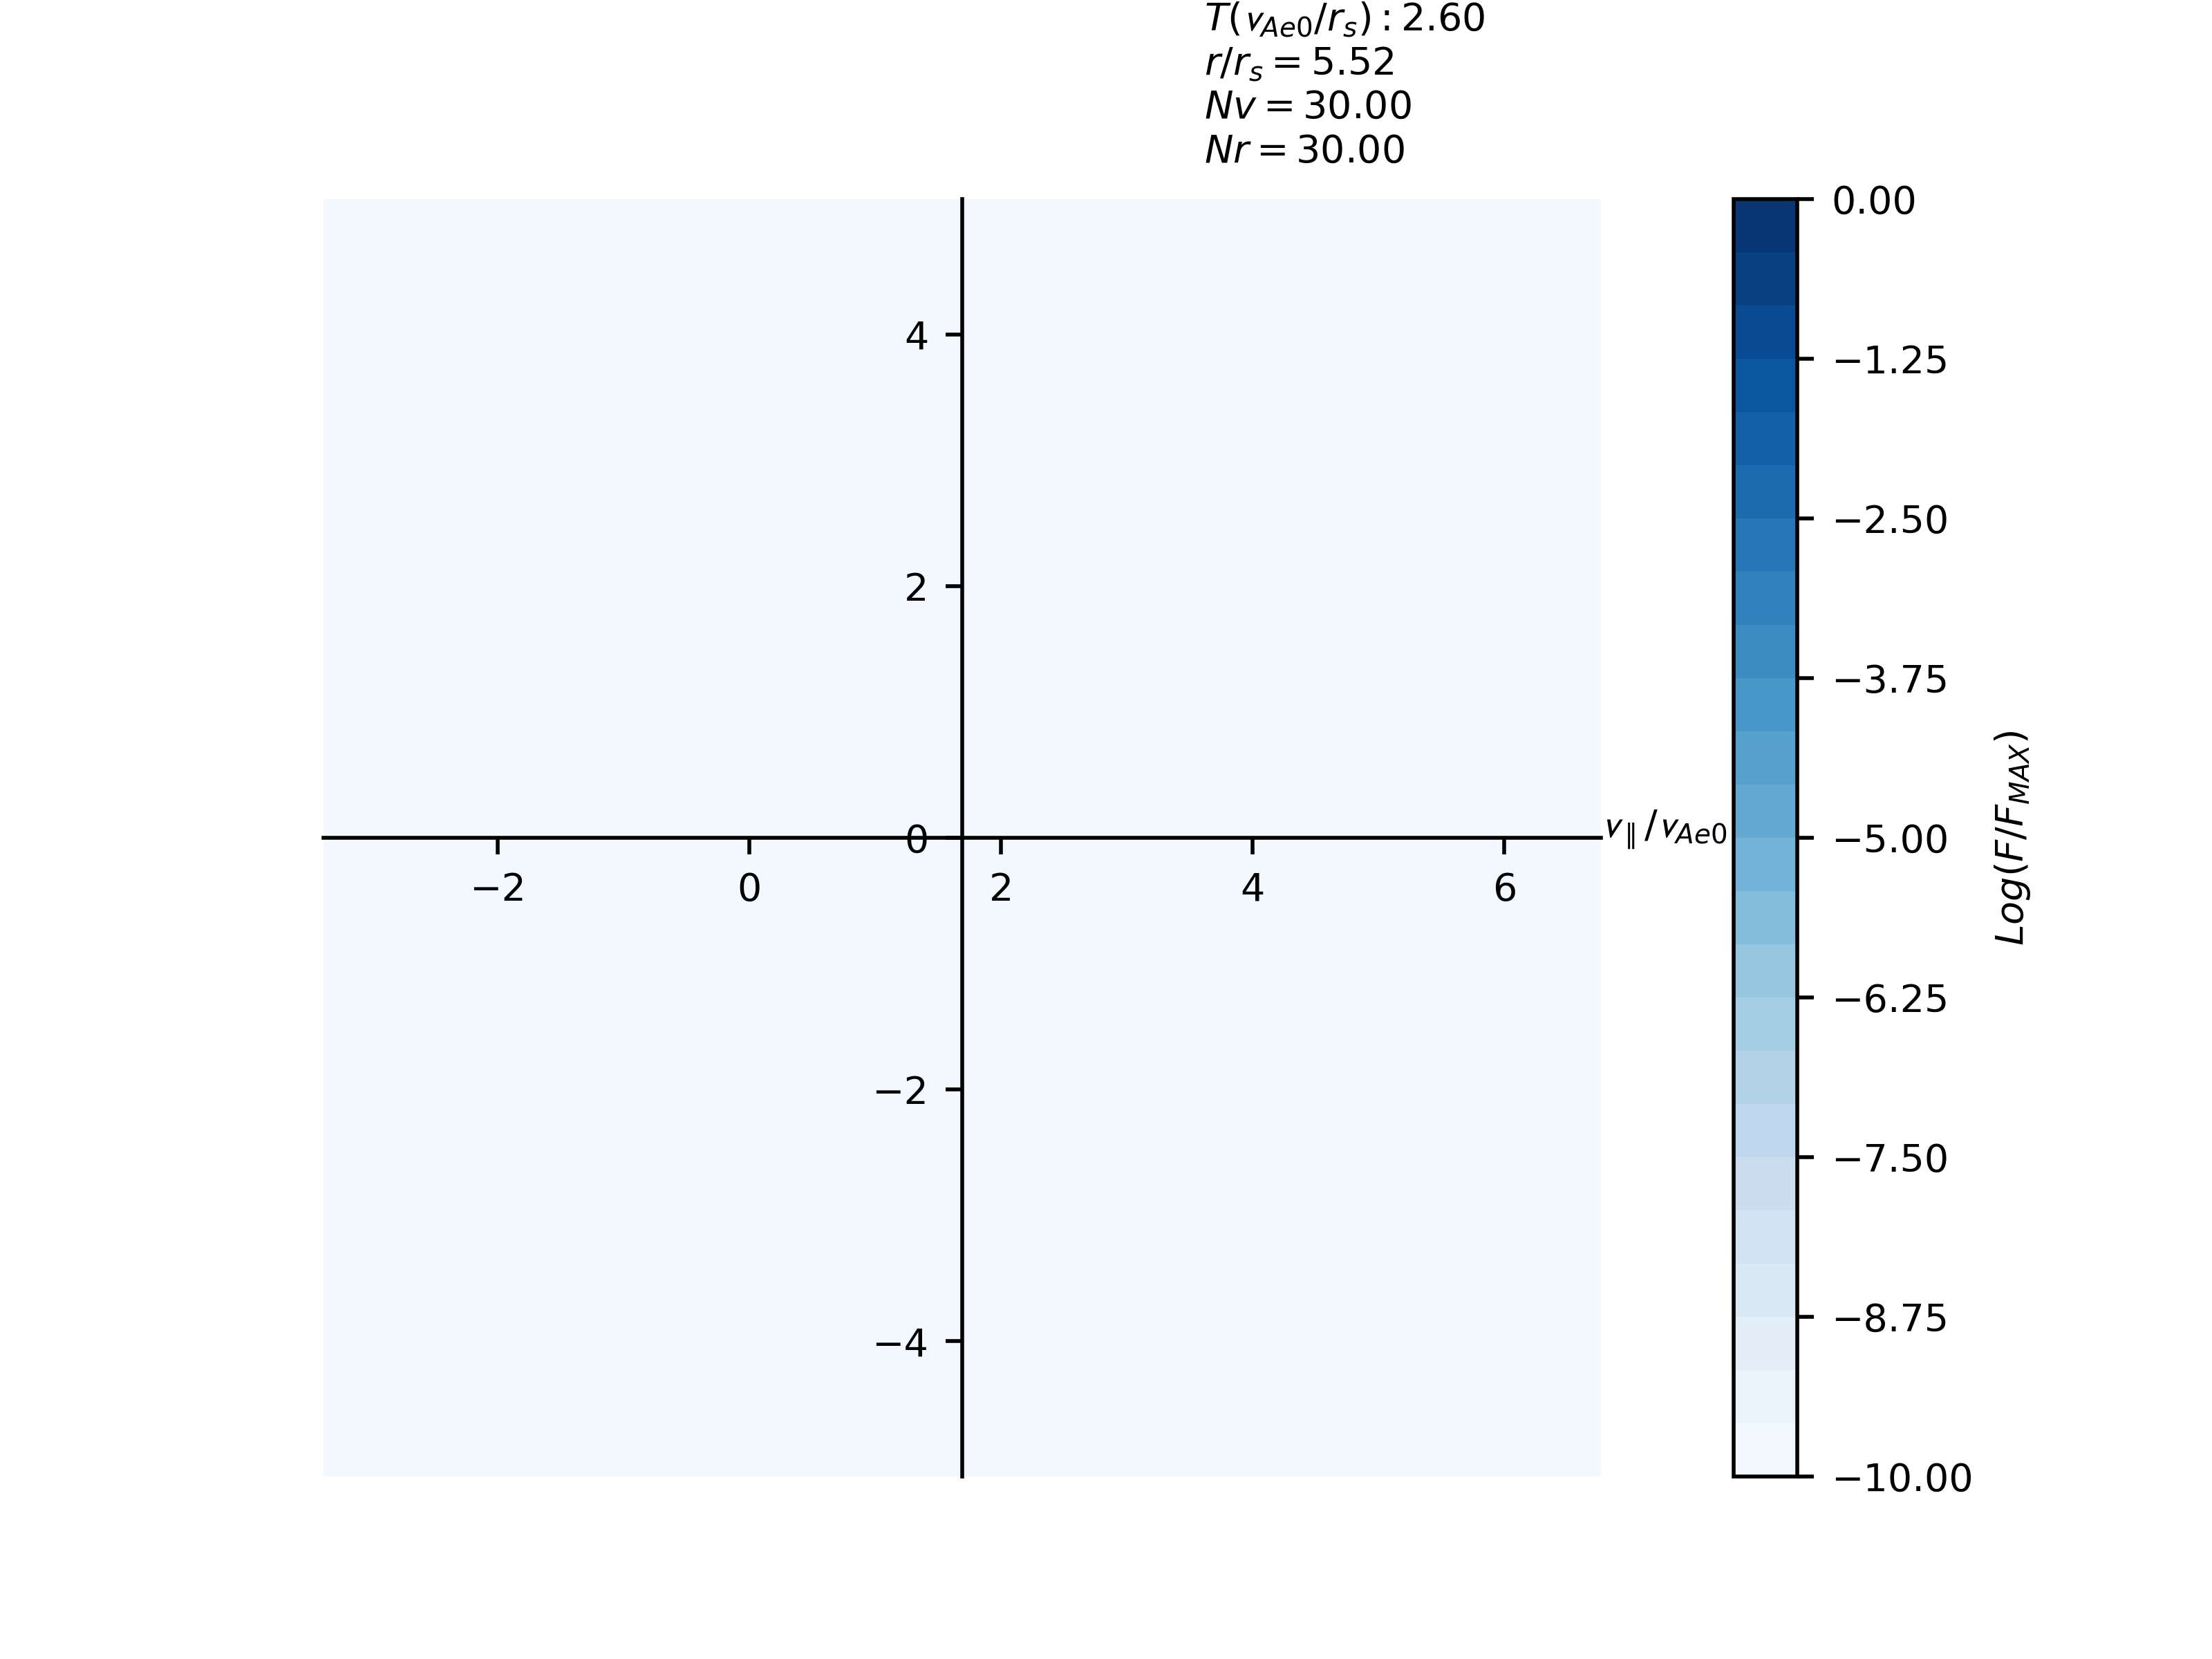 T(v_{Ae0}/r_s) : 2.60
r/r_s = 5.52
Nv = 30.00
Nr = 30.00
4
2
0
−2
−4
−2 0 2 4 6
v_∥/v_{Ae0}
0.00
−1.25
−2.50
−3.75
−5.00
−6.25
−7.50
−8.75
−10.00
Log(F/F_{MAX})